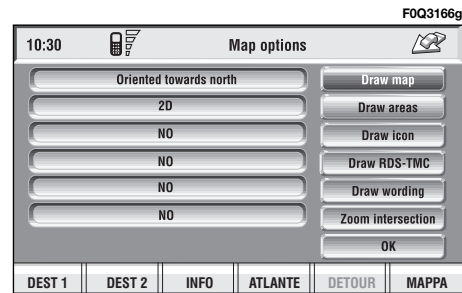 F0Q3166g
10:30 Map options
Oriented towards north Draw map
2D Draw areas
NO Draw icon
NO Draw RDS-TMC
NO Draw wording
NO Zoom intersection
OK
DEST 1 DEST 2 INFO ATLANTE DETOUR MAPPA